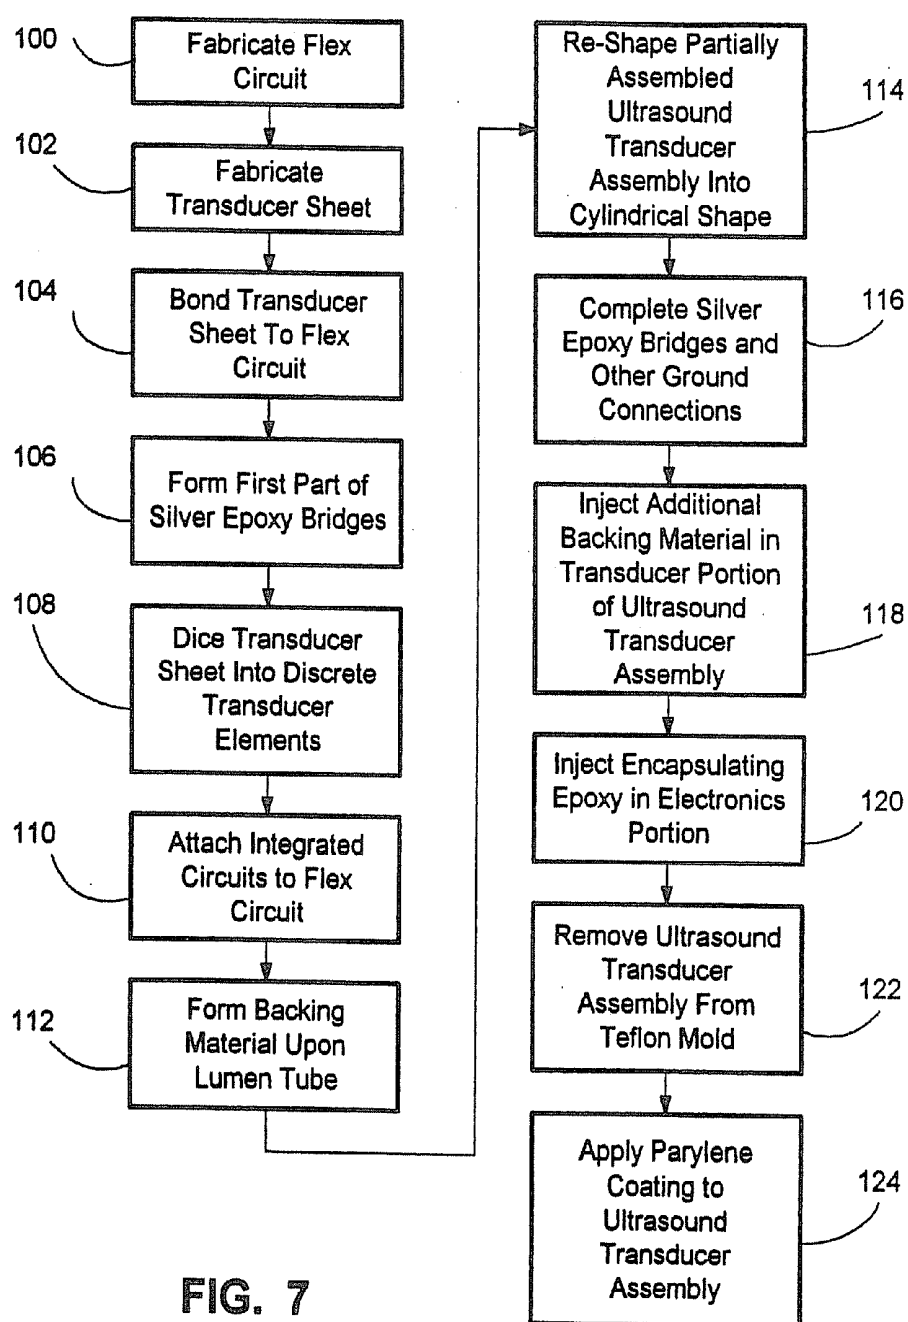 100
Fabricate Flex
Circuit
102
Fabricate
Transducer Sheet
104
Bond Transducer
Sheet To Flex
Circuit
106
Form First Part of
Silver Epoxy Bridges
108
Dice Transducer
Sheet Into Discrete
Transducer
Elements
110
Attach Integrated
Circuits to Flex
Circuit
112
Form Backing
Material Upon
Lumen Tube
Re-Shape Partially
Assembled
Ultrasound
Transducer
Assembly Into
Cylindrical Shape
114
Complete Silver
Epoxy Bridges and
Other Ground
Connections
116
Inject Additional
Backing Material in
Transducer Portion
of Ultrasound
Transducer
Assembly
118
Inject Encapsulating
Epoxy in Electronics
Portion
120
Remove Ultrasound
Transducer
Assembly From
Teflon Mold
122
Apply Parylene
Coating to
Ultrasound
Transducer
Assembly
124
FIG. 7